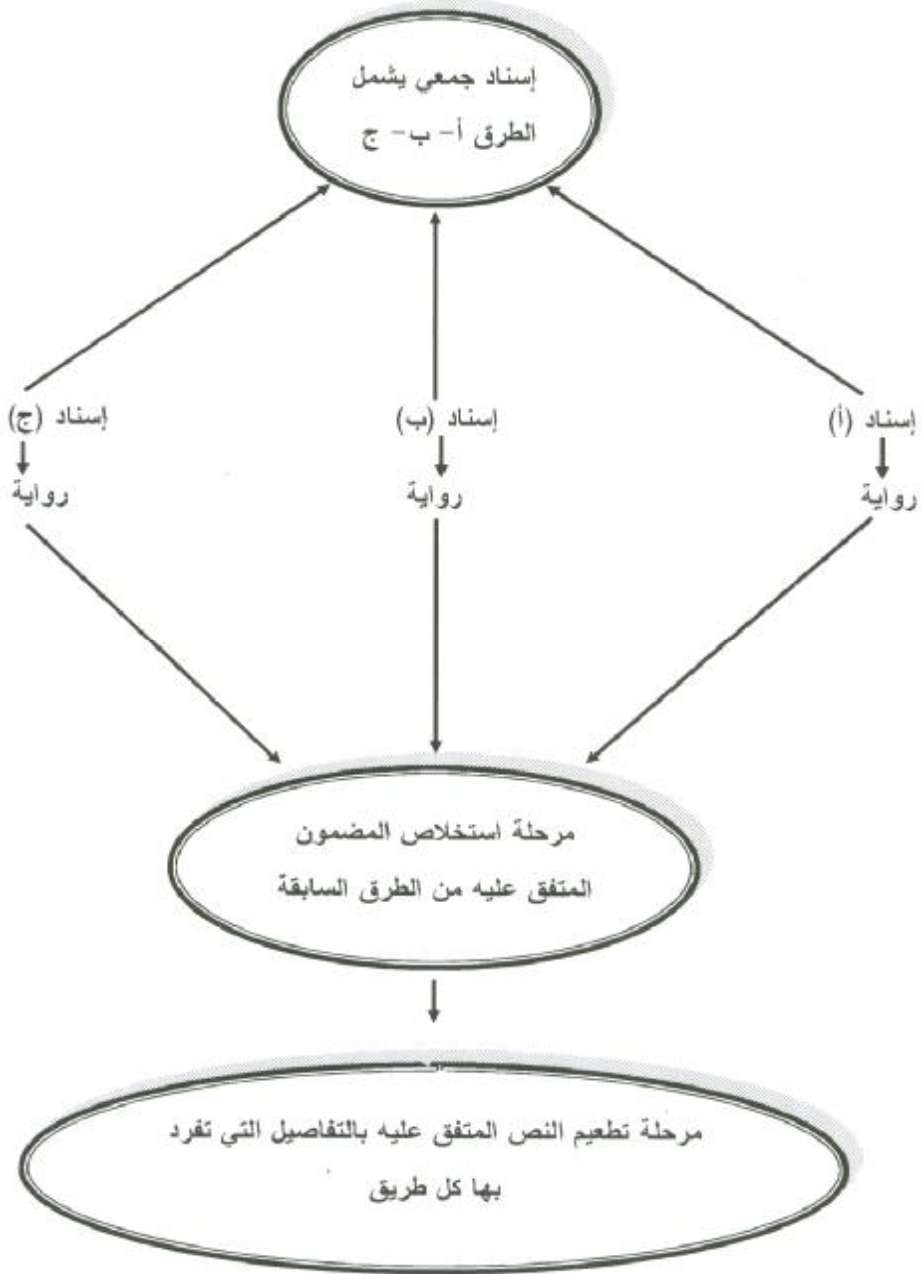 إسناد جمعي يشمل
الطرق أ- ب- ج
إسناد (أ)
رواية
إسناد (ب)
رواية
إسناد (ج)
رواية
مرحلة استخلاص المضمون
المتفق عليه من الطرق السابقة
مرحلة تطعيم النص المتفق عليه بالتفاصيل التي تفرد
بها كل طريق